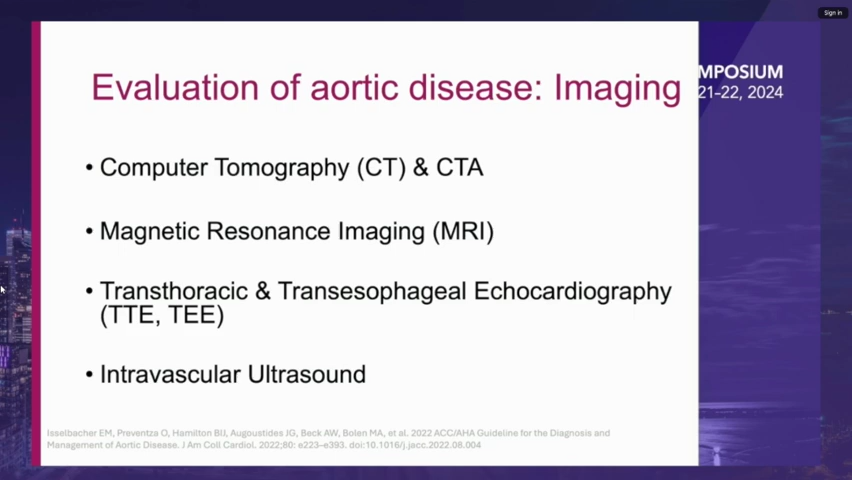 Sign in
MPOSIUM
21-22, 2024
Evaluation of aortic disease: Imaging
• Computer Tomography (CT) & CTA
• Magnetic Resonance Imaging (MRI)
• Transthoracic & Transesophageal Echocardiography
(TTE, TEE)
• Intravascular Ultrasound
Isselbacher EM, Preventza O, Hamilton BIJ, Augoustides JG, Beck AW, Bolen MA, et al. 2022 ACC/AHA Guideline for the Diagnosis and
Management of Aortic Disease. J Am Coll Cardiol. 2022;80: e223–e393. doi:10.1016/j.jacc.2022.08.004